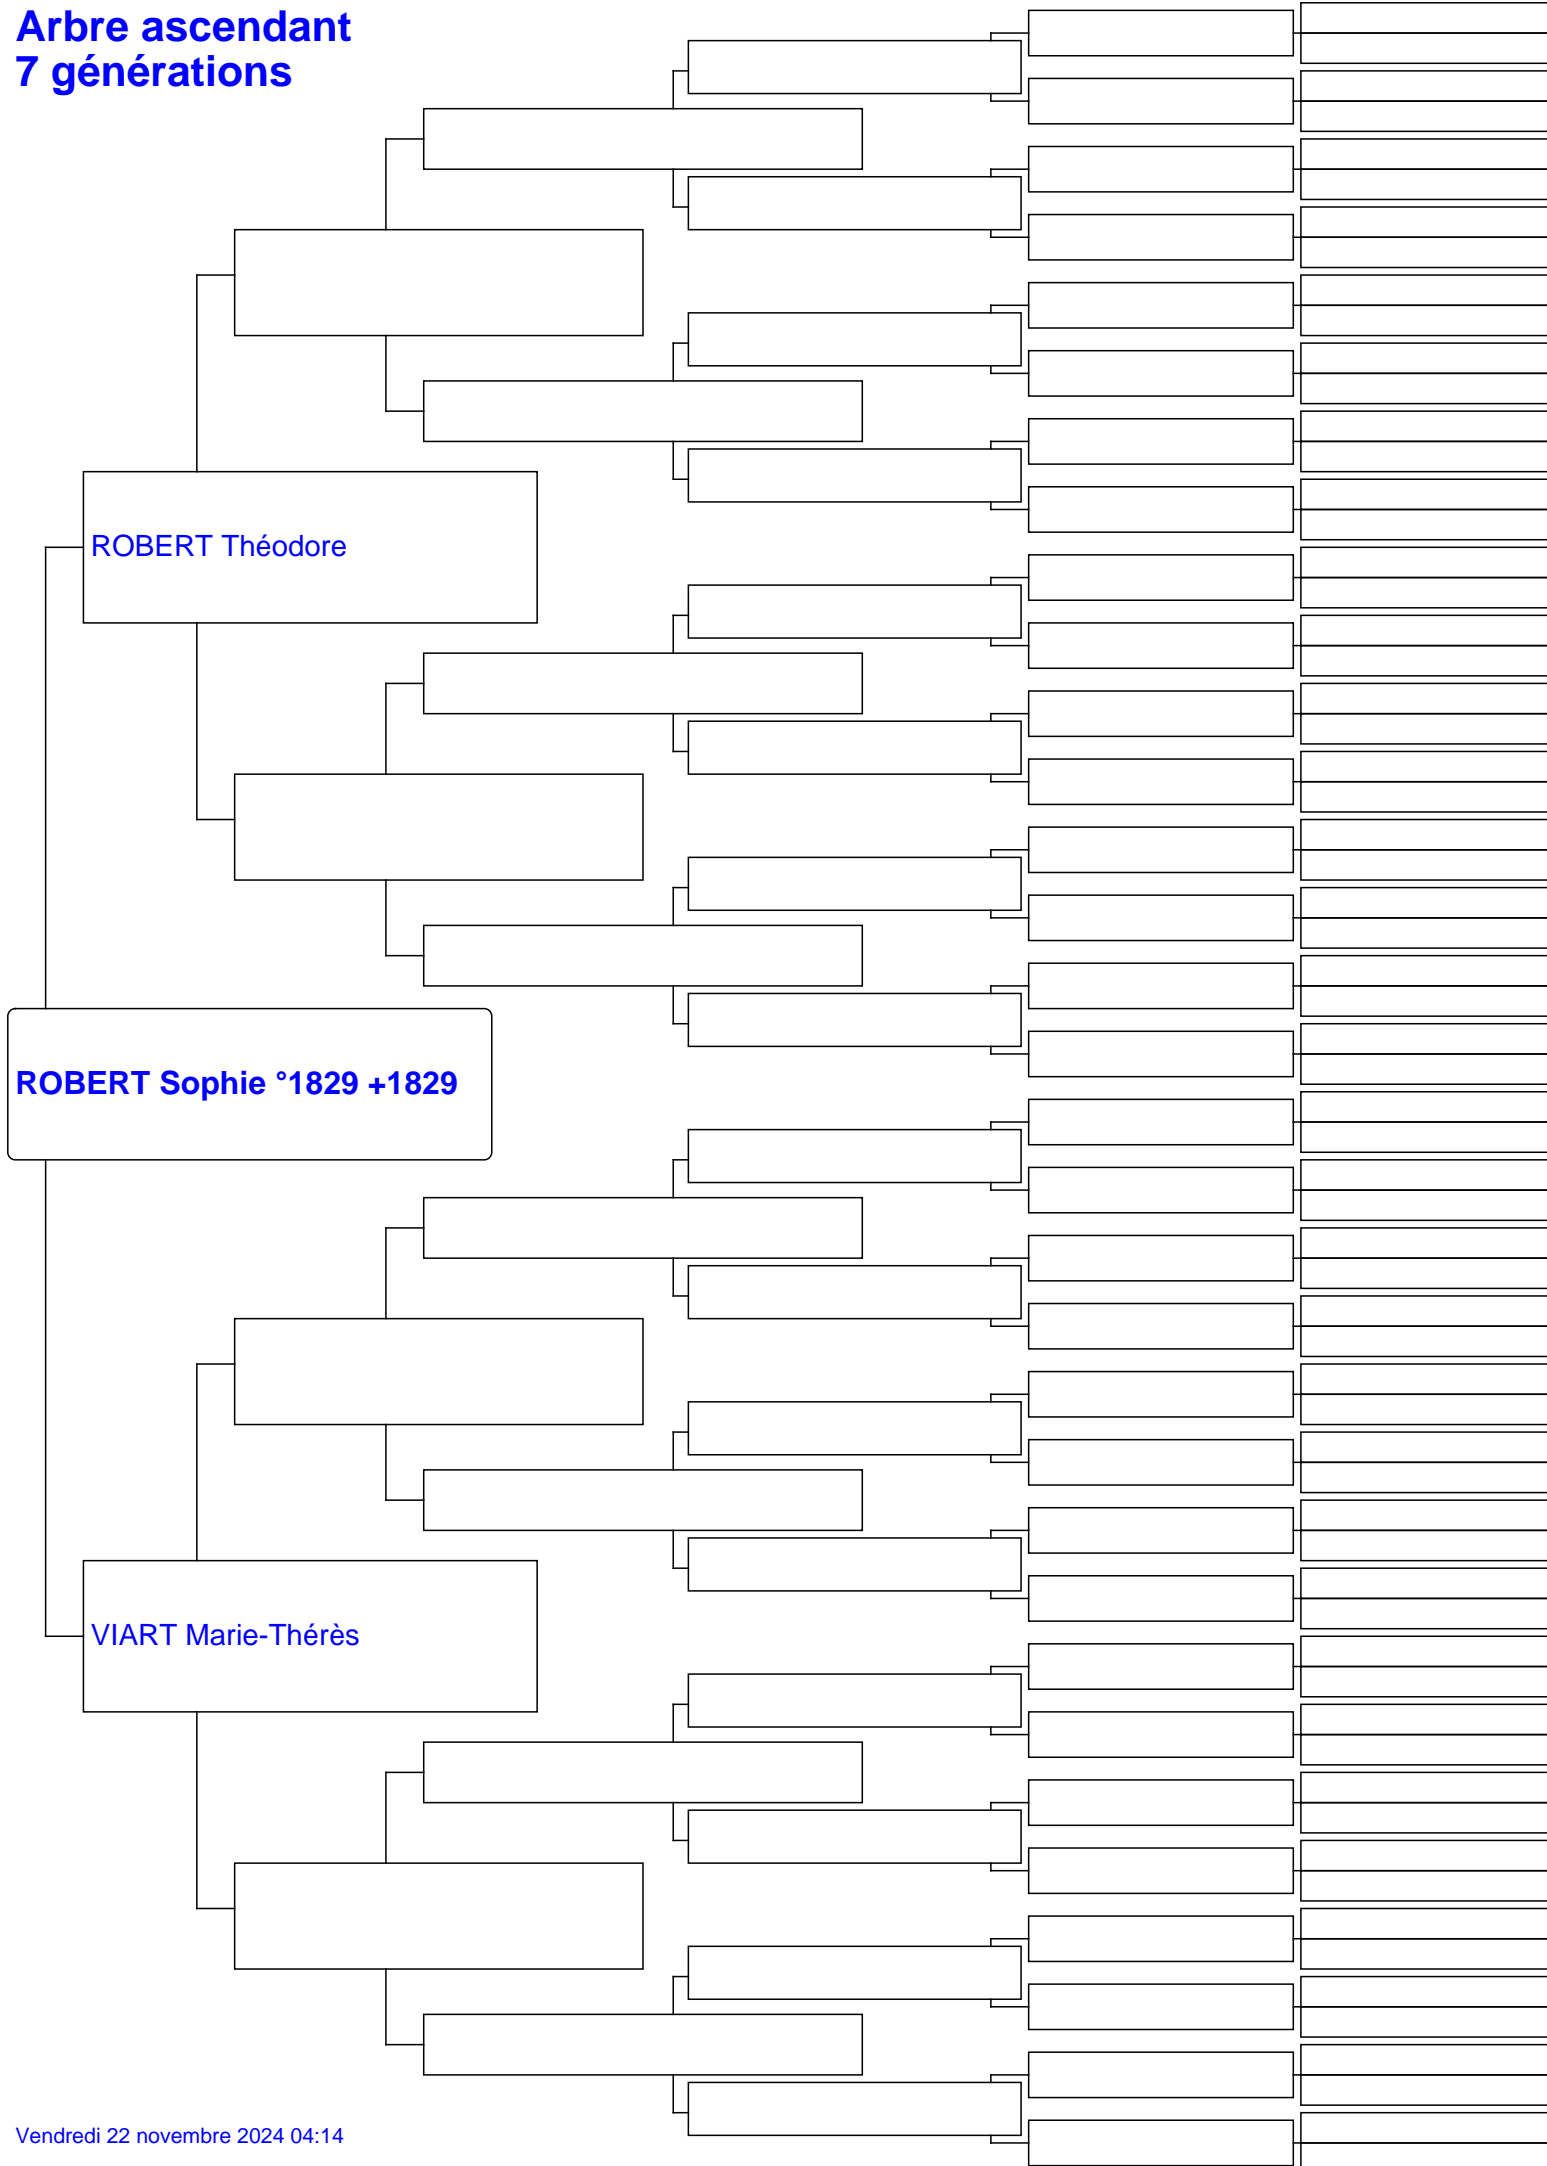 Arbre ascendant
7 générations
ROBERT Théodore
ROBERT Sophie °1829 +1829
VIART Marie-Thérès
Vendredi 22 novembre 2024 04:14